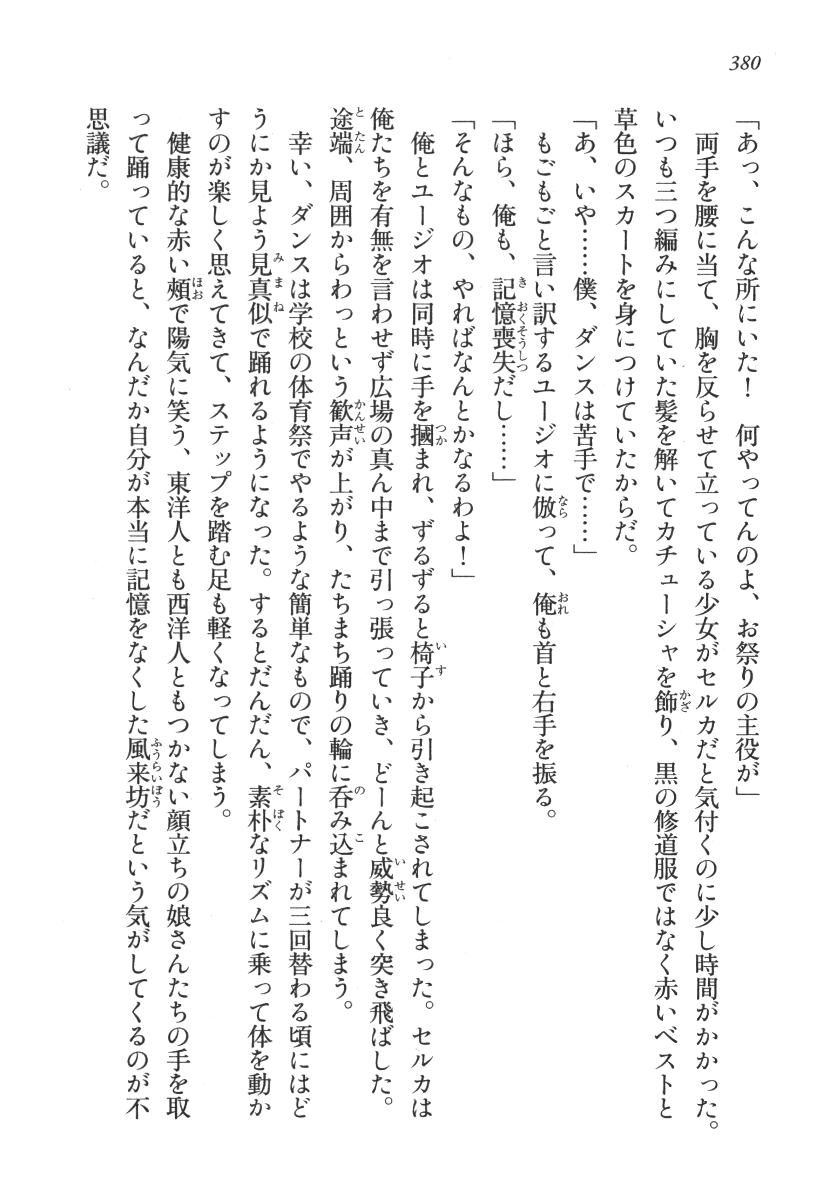 380
「あっ、こんな所にいた！　何やってんのよ、お祭りの主役が」
両手を腰に当て、胸を反らせて立っている少女がセルカだと気付くのに少し時間がかかった。
いつも三つ編みにしていた髪を解いてカチューシャを飾り、黒の修道服ではなく赤いベストと
草色のスカートを身につけていたからだ。
「あ、いや……僕、ダンスは苦手で……」
もごもごと言い訳するユージオに倣って、俺も首と右手を振る。
「ほら、俺も、記憶喪失だし……」
「そんなもの、やればなんとかなるわよ！」
俺とユージオは同時に手を摑まれ、ずるずると椅子から引き起こされてしまった。セルカは
俺たちを有無を言わせず広場の真ん中まで引っ張っていき、どーんと威勢良く突き飛ばした。
途端、周囲からわっという歓声が上がり、たちまち踊りの輪に呑み込まれてしまう。
幸い、ダンスは学校の体育祭でやるような簡単なもので、パートナーが三回替わる頃にはど
うにか見よう見真似で踊れるようになった。するとだんだん、素朴なリズムに乗って体を動か
すのが楽しく思えてきて、ステップを踏む足も軽くなってしまう。
健康的な赤い頰で陽気に笑う、東洋人とも西洋人ともつかない顔立ちの娘さんたちの手を取
って踊っていると、なんだか自分が本当に記憶をなくした風来坊だという気がしてくるのが不
思議だ。